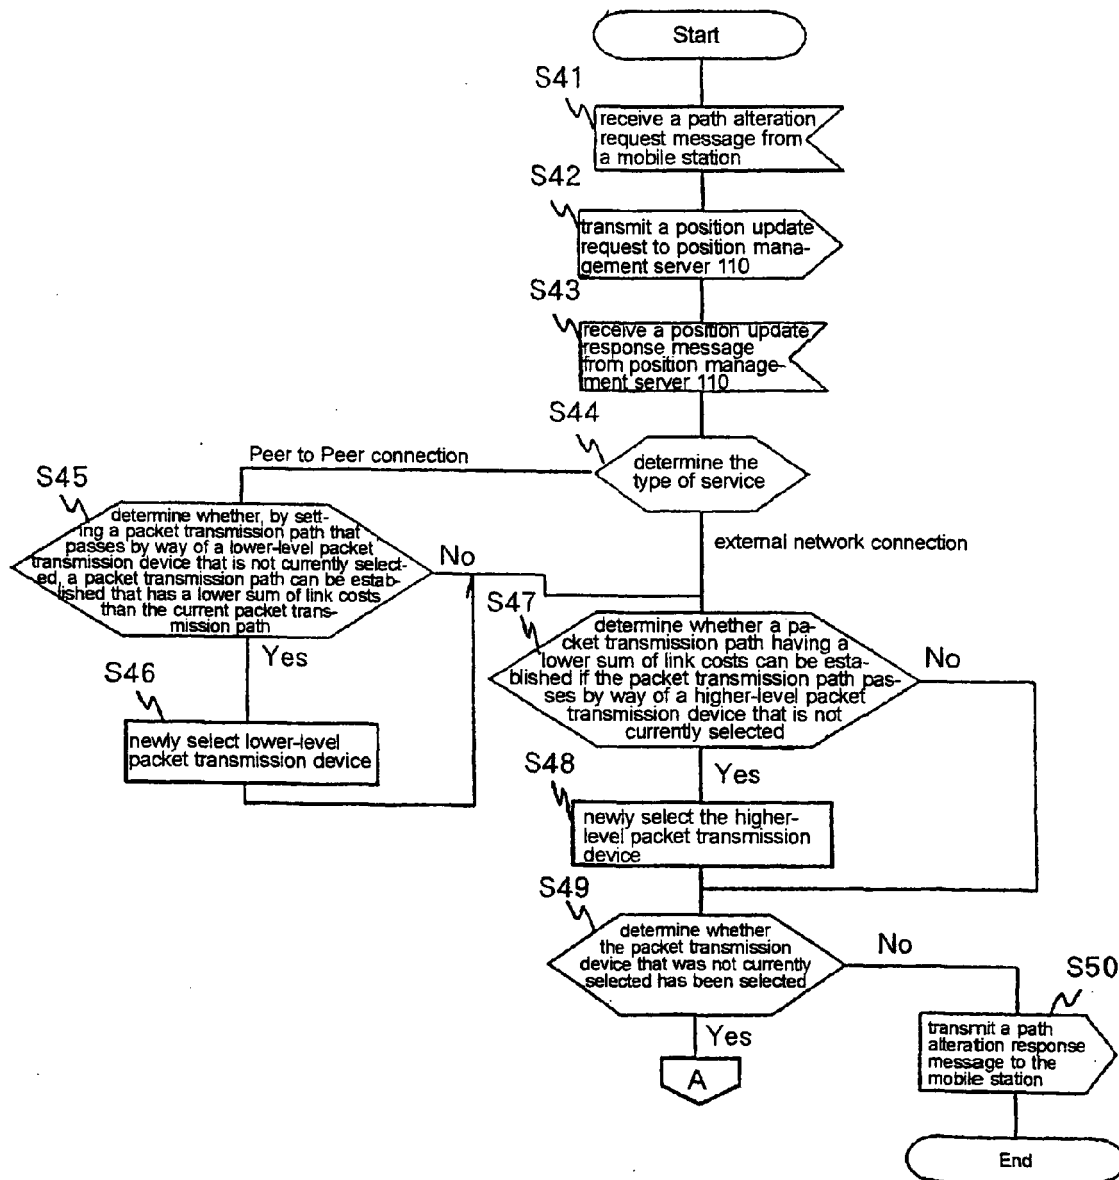 Start
S41
receive a path alteration
request message from
a mobile station
S42
transmit a position update
request to position mana-
gement server 110
S43
receive a position update
response message
from position manage-
ment server 110
S44
determine the
type of service
Peer to Peer connection
external network connection
S45
determine whether, by sett-
ing a packet transmission path that
passes by way of a lower-level packet
transmission device that is not currently select-
ed, a packet transmission path can be estab-
lished that has a lower sum of link costs
than the current packet trans-
mission path
No
Yes
S46
newly select lower-level
packet transmission device
S47
determine whether a pa-
cket transmission path having a
lower sum of link costs can be esta-
blished if the packet transmission path pas-
ses by way of a higher-level packet
transmission device that is not
currently selected
No
Yes
S48
newly select the higher-
level packet transmission
device
S49
determine whether
the packet transmission
device that was not currently
selected has been selected
No
Yes
A
S50
transmit a path
alteration response
message to the
mobile station
End